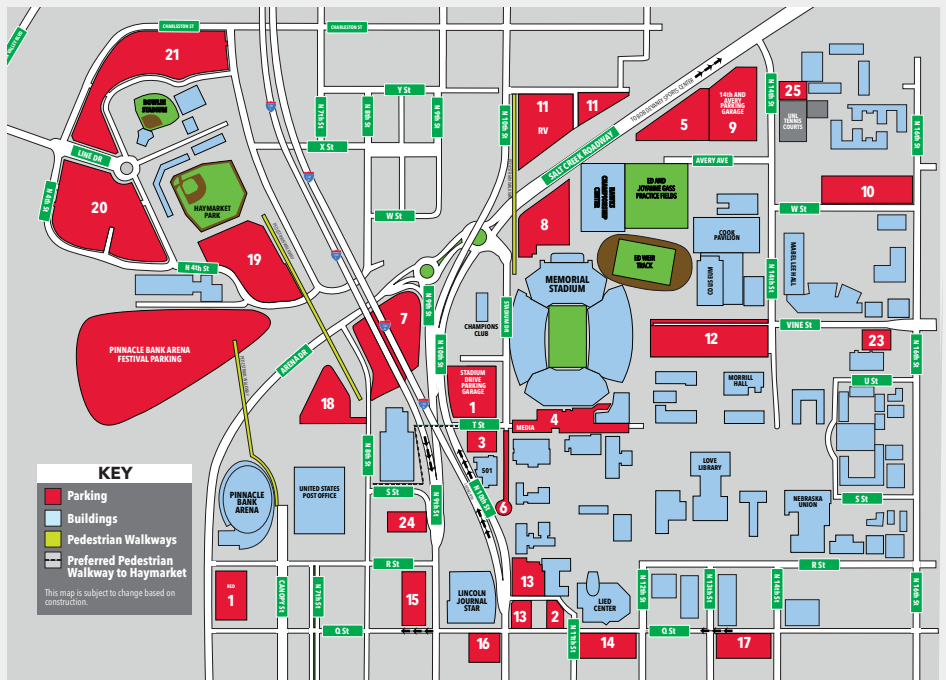 CHARLESTON ST
CHARLESTON ST
21
BOWLIN
STADIUM
LINE DR
N 4th St
20
HAYMARKET
PARK
19
N 4th St
PINNACLE BANK ARENA
FESTIVAL PARKING
ARENA DR
18
7
N 7th St
N 8th St
N 9th St
Y St
X St
W St
N 10th St
11
RV
11
TO BOB DEVANEY SPORTS CENTER
SALT CREEK ROADWAY
5
14th AND
AVERY
PARKING
GARAGE
9
N 14th St
25
UNL
TENNIS
COURTS
N 16th St
AVERY AVE
10
W St
8
HAWKS
CHAMPIONSHIP
CENTER
ED AND
JOYANNE GASS
PRACTICE FIELDS
ED WEIR
TRACK
COOK
PAVILION
N 14th St
MABEL LEE HALL
MEMORIAL
STADIUM
N 9th St
N 10th St
STADIUM DR
CHAMPIONS
CLUB
12
VINE St
23
N 16th St
U St
MORRILL
HALL
STADIUM
DRIVE
PARKING
GARAGE
1
4
MEDIA
T St
3
501
6
N 10th St
N 9th St
N 8th St
S St
24
LOVE
LIBRARY
NEBRASKA
UNION
S St
KEY
Parking
Buildings
Pedestrian Walkways
Preferred Pedestrian
Walkway to Haymarket
This map is subject to change based on
construction.
PINNACLE
BANK
ARENA
UNITED STATES
POST OFFICE
R St
R St
RED
1
CANOPY St
N 7th St
15
LINCOLN
JOURNAL
STAR
13
13
2
LIED
CENTER
N 12th St
N 13th St
N 14th St
N 16th St
Q St
Q St
16
N 11th St
14
17